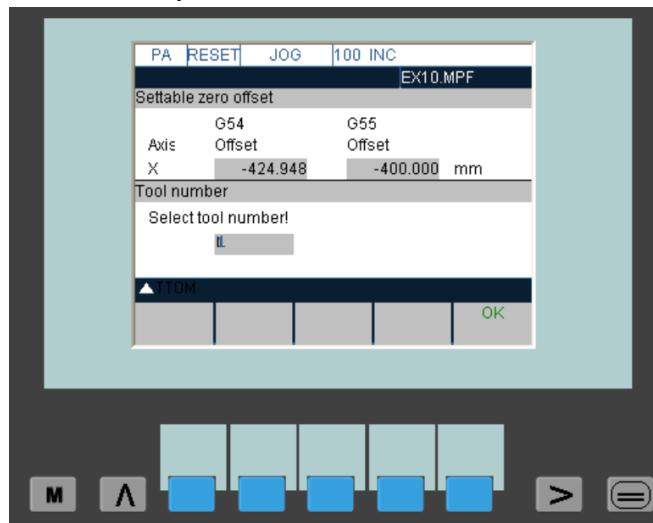 PA RESET JOG 100 INC
EX10.MPF
Settable zero offset
G54 G55
Axis Offset Offset
X -424.948 -400.000 mm
Tool number
Select tool number!
TTOM
OK
M